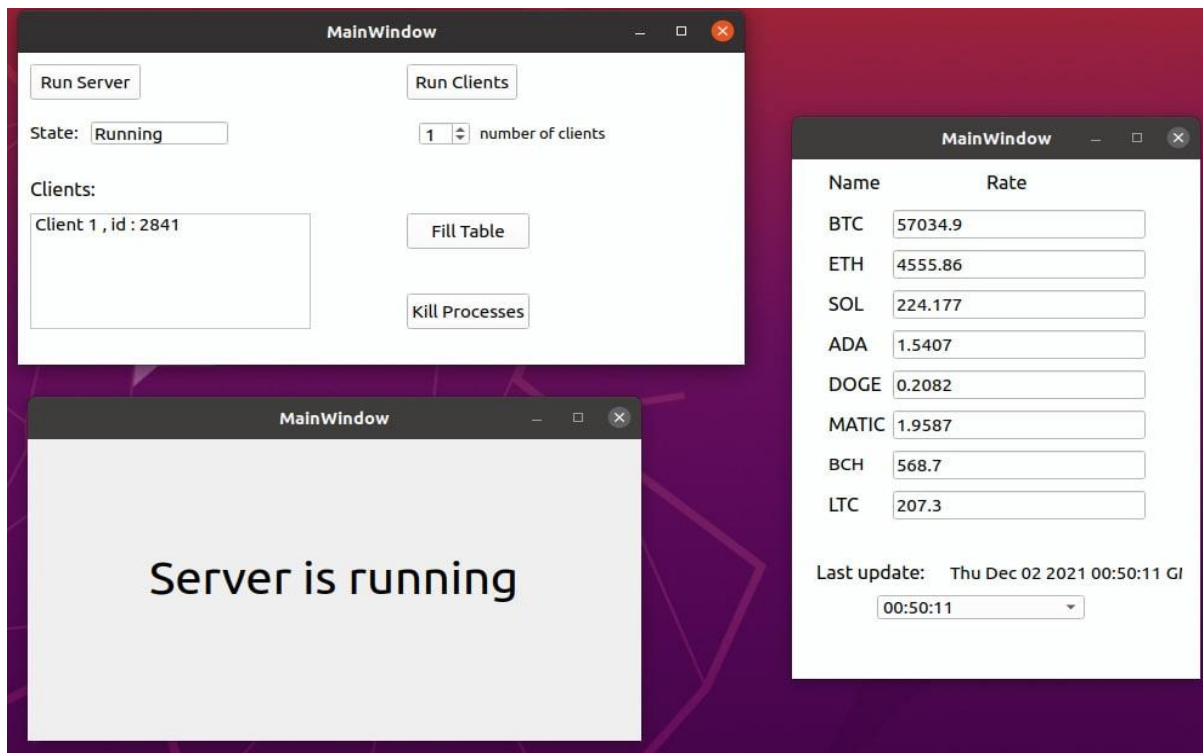 MainWindow
Run Server
Run Clients
State: Running
1 number of clients
Clients:
Client 1 , id : 2841
Fill Table
Kill Processes
MainWindow
Server is running
MainWindow
Name Rate
BTC 57034.9
ETH 4555.86
SOL 224.177
ADA 1.5407
DOGE 0.2082
MATIC 1.9587
BCH 568.7
LTC 207.3
Last update: Thu Dec 02 2021 00:50:11
00:50:11